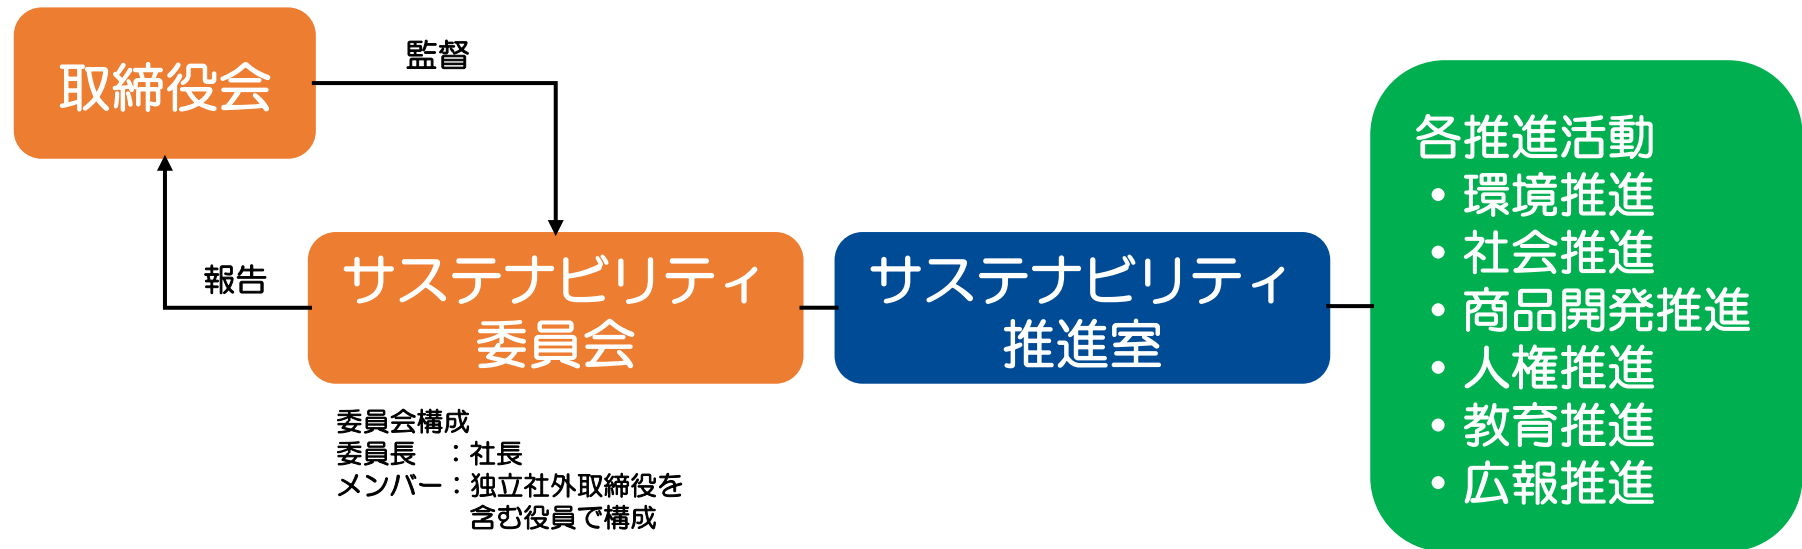 取締役会
監督
報告
サステナビリティ
委員会
委員会構成
委員長　：社長
メンバー：独立社外取締役を
含む役員で構成
サステナビリティ
推進室
各推進活動
・環境推進
・社会推進
・商品開発推進
・人権推進
・教育推進
・広報推進